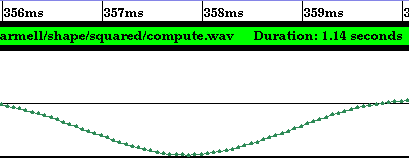 356ms 357ms 358ms 359ms
armell/shape/squared/compute.wav Duration: 1.14 seconds